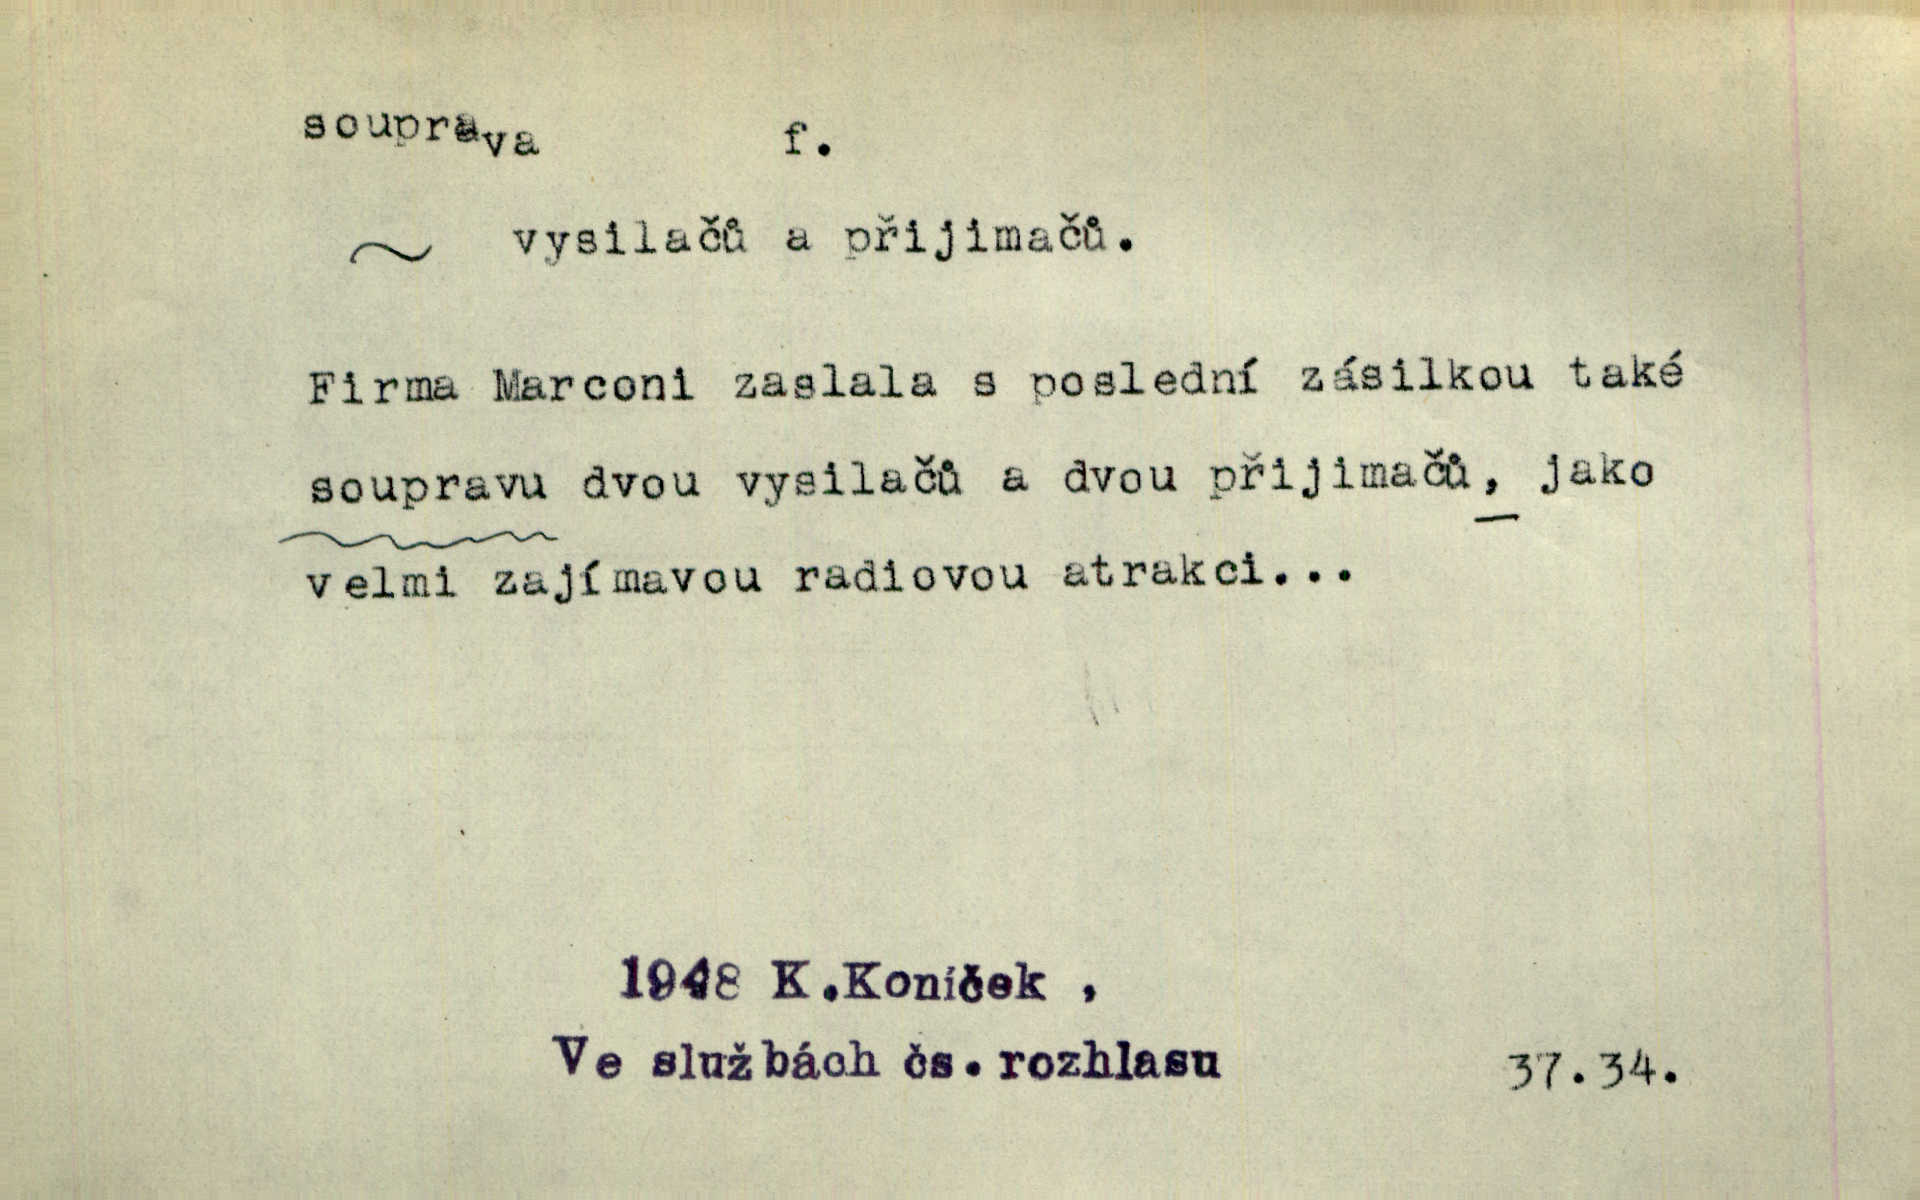 souprava f.
~ vysilačů a přijimačů.
Firma Marconi zaslala s poslední zásilkou také
soupravu dvou vysilačů a dvou přijimačů, jako
velmi zajímavou radiovou atrakci...
1948 K.Koníček ,
Ve službách čs.rozhlasu 37.34.